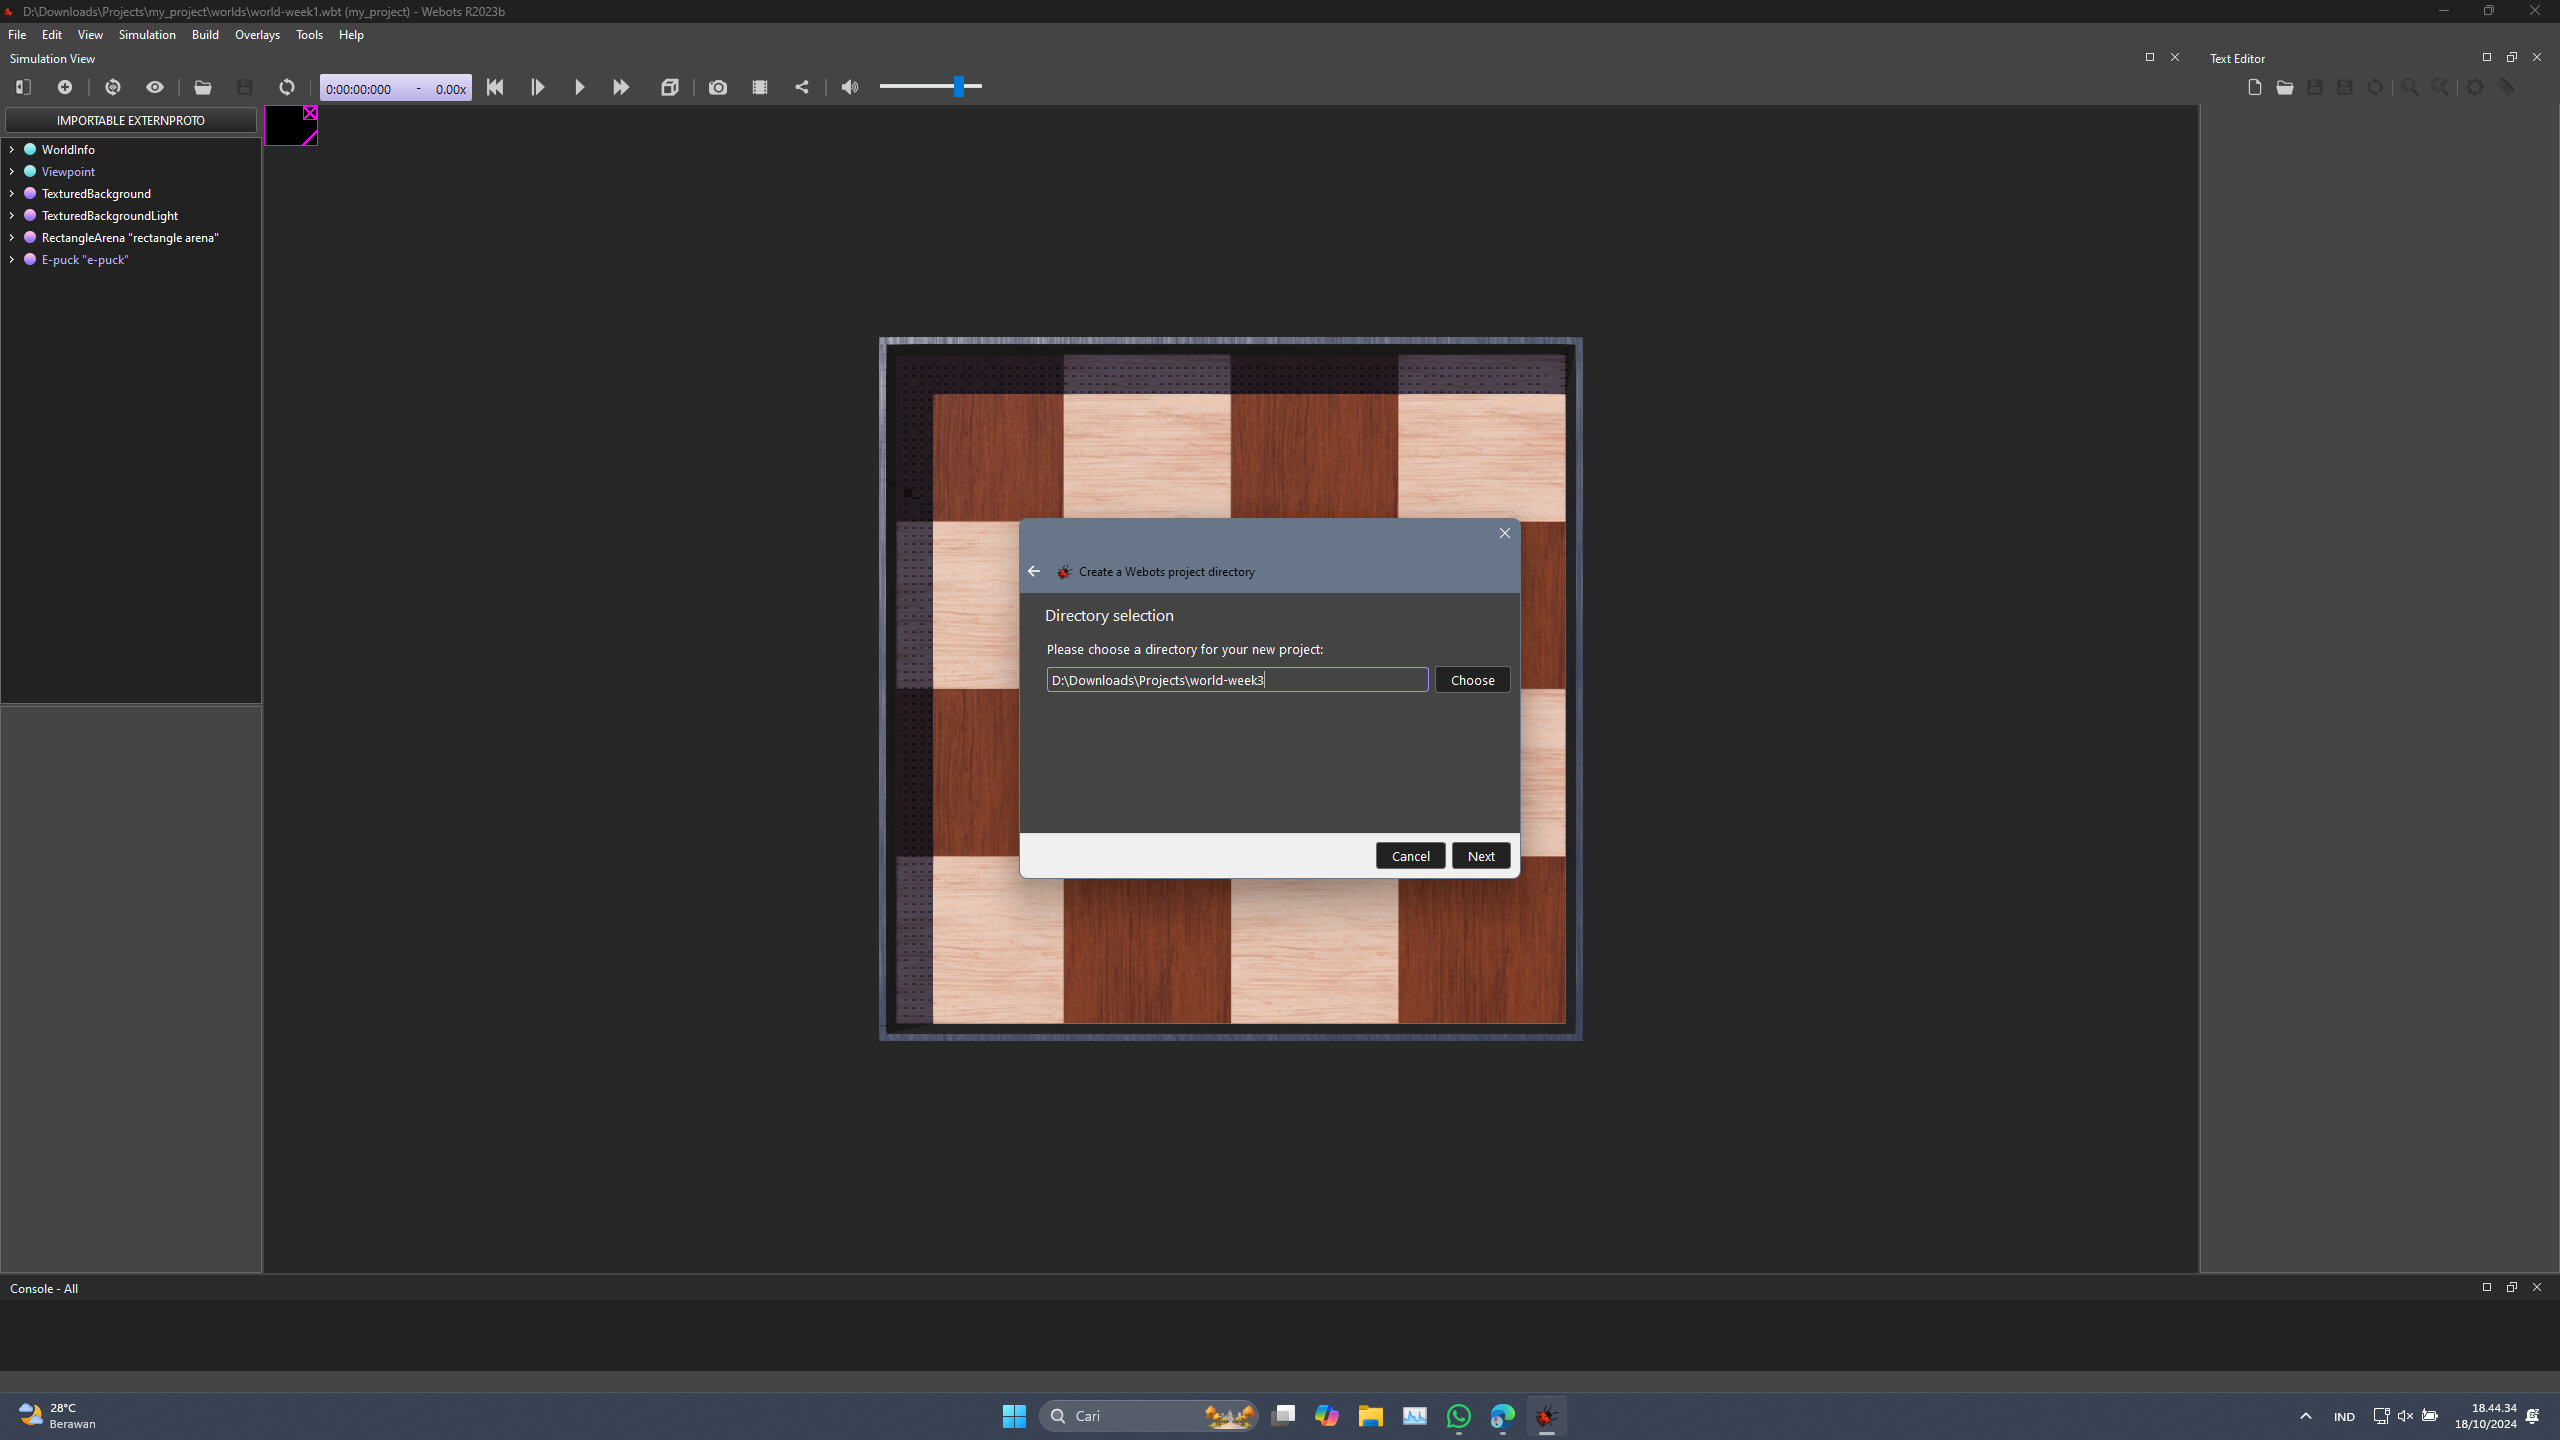 D:\Downloads\Projects\my_project\worlds\world-week1.wbt (my_project) - Webots R2023b
File Edit View Simulation Build Overlays Tools Help
Simulation View
Text Editor
0:00:00:000 - 0.00x
IMPORTABLE EXTERNPROTO
WorldInfo
Viewpoint
TexturedBackground
TexturedBackgroundLight
RectangleArena "rectangle arena"
E-puck "e-puck"
Create a Webots project directory
Directory selection
Please choose a directory for your new project:
D:\Downloads\Projects\world-week3
Choose
Cancel Next
Console - All
28°C
Berawan
Cari
IND
18.44.34
18/10/2024